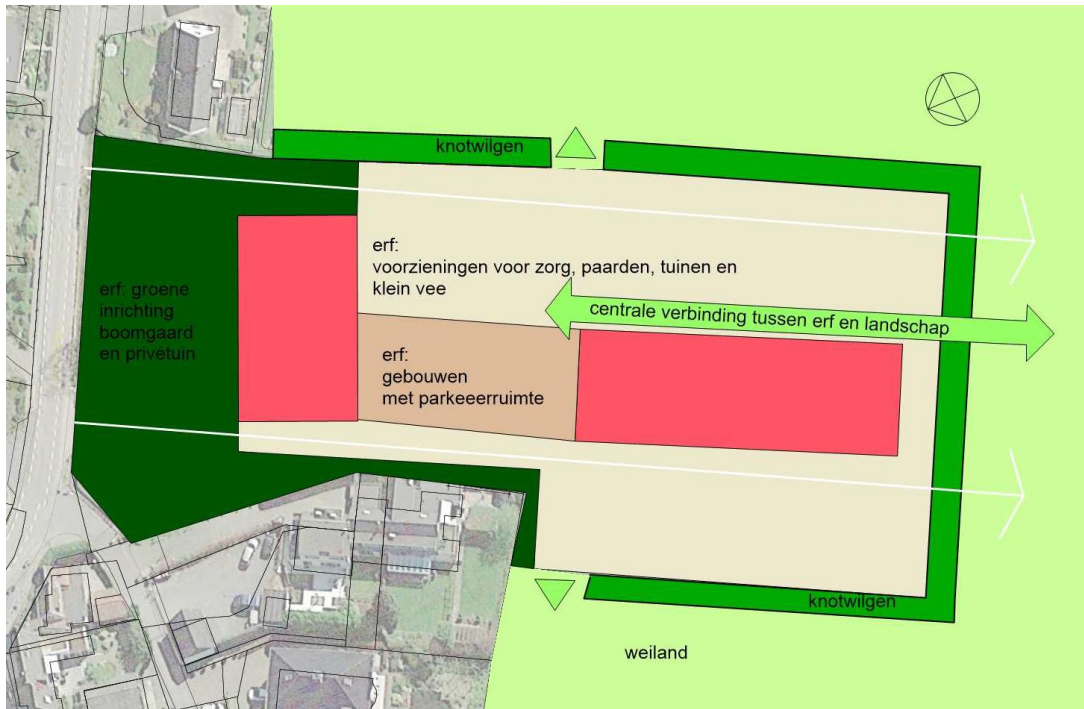 knotwilgen
erf:
voorzieningen voor zorg, paarden, tuinen en
klein vee
erf: groene
inrichting
boomgaard
en privétuin
centrale verbinding tussen erf en landschap
erf:
gebouwen
met parkeeerruimte
knotwilgen
weiland